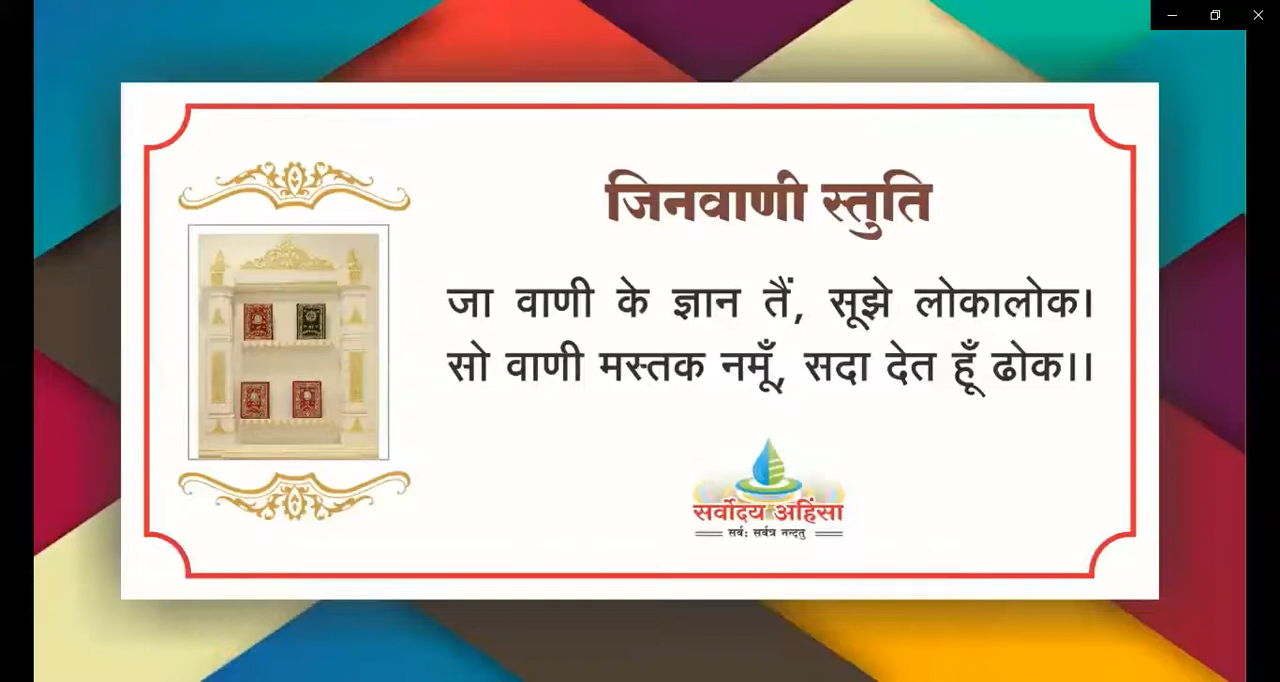 जिनवाणी स्तुति
जा वाणी के ज्ञान तैं, सूझे लोकालोक।
सो वाणी मस्तक नमूँ, सदा देत हूँ ढोक।।
सर्वोदय अहिंसा
सर्व: सर्वत्र नन्दतु